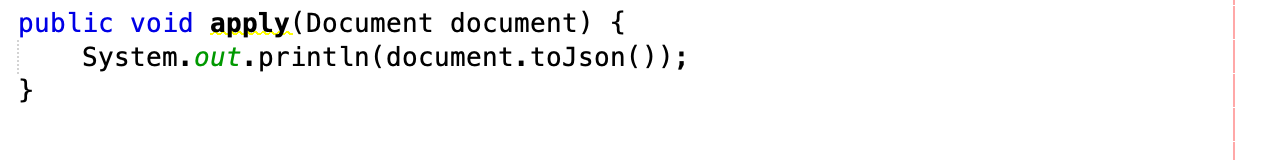 public void apply(Document document) {
    System.out.println(document.toJson());
}